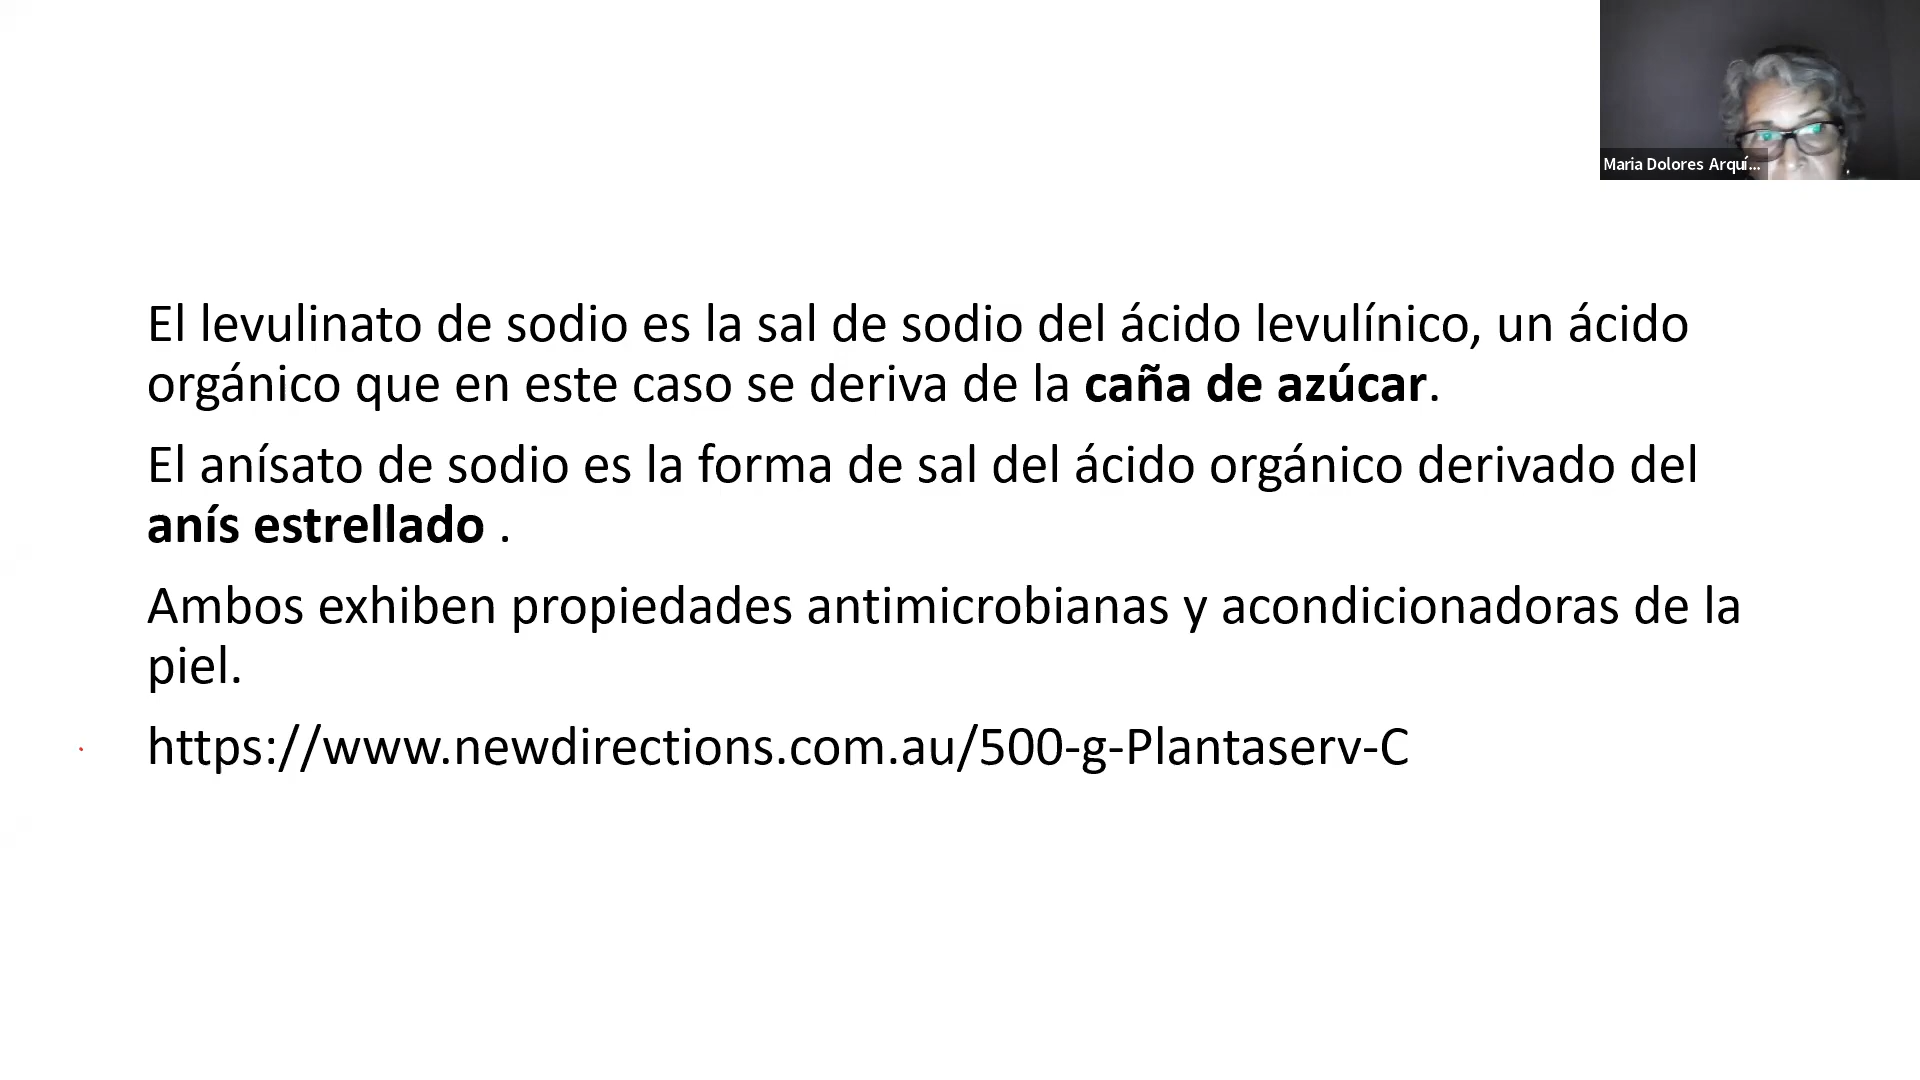 Maria Dolores Arquí...
El levulinato de sodio es la sal de sodio del ácido levulínico, un ácido
orgánico que en este caso se deriva de la caña de azúcar.
El anísato de sodio es la forma de sal del ácido orgánico derivado del
anís estrellado .
Ambos exhiben propiedades antimicrobianas y acondicionadoras de la
piel.
https://www.newdirections.com.au/500-g-Plantaserv-C